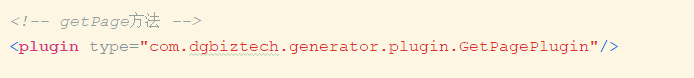 <!-- getPage方法 -->
<plugin type="com.dgbiztech.generator.plugin.GetPagePlugin"/>